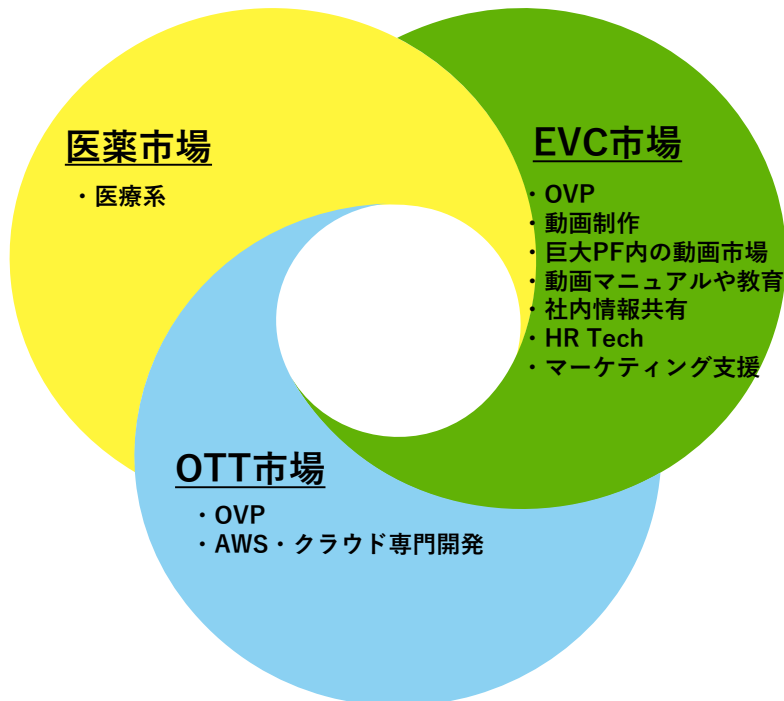 医薬市場
・医療系
EVC市場
・OVP
・動画制作
・巨大PF内の動画市場
・動画マニュアルや教育
・社内情報共有
・HR Tech
・マーケティング支援
OTT市場
・OVP
・AWS・クラウド専門開発